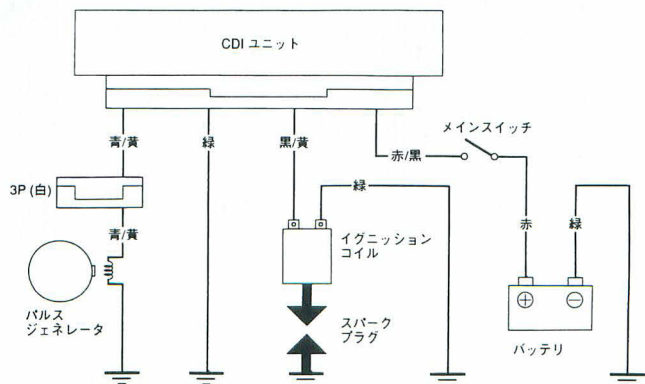 CDI ユニット
青/黄
緑
黒/黄
赤/黒
メインスイッチ
3P (白)
青/黄
緑
赤
緑
イグニッション
コイル
パルス
ジェネレータ
スパーク
プラグ
⊕
⊖
バッテリ